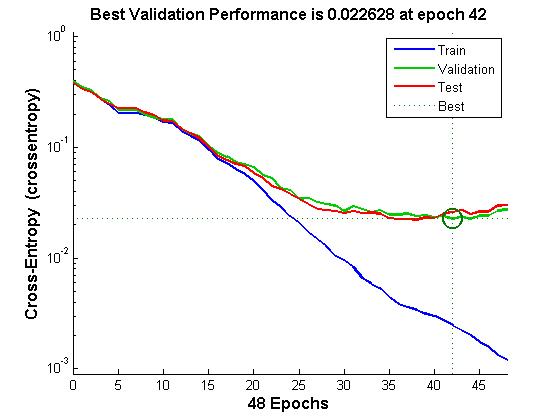 Best Validation Performance is 0.022628 at epoch 42
10^0
10^-1
10^-2
10^-3
Cross-Entropy (crossentropy)
Train
Validation
Test
Best
0 5 10 15 20 25 30 35 40 45
48 Epochs